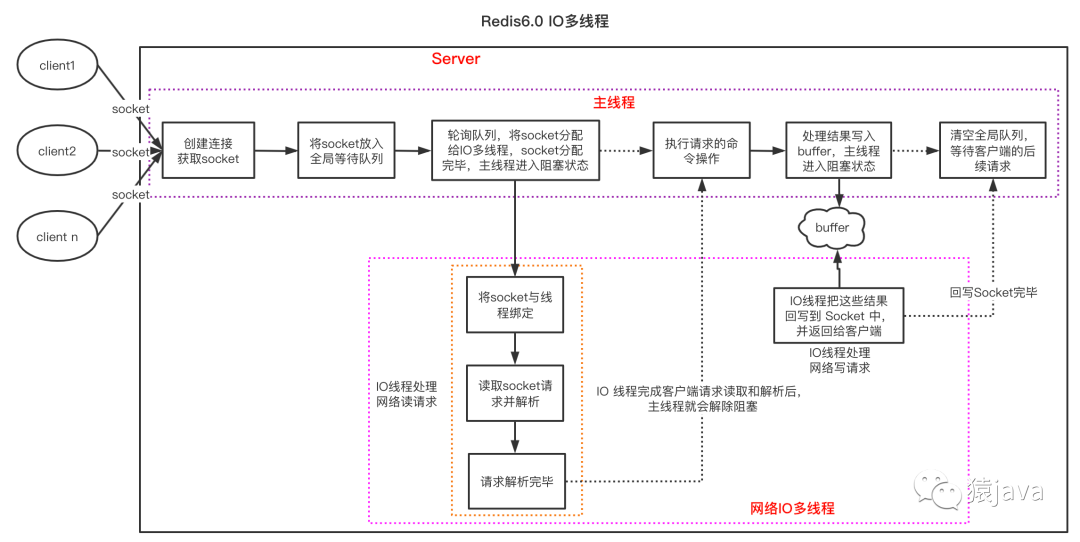 Redis6.0 IO多线程
Server
主线程
client1
client2
client n
socket
socket
socket
创建连接
获取socket
将socket放入
全局等待队列
轮询队列，将socket分配
给IO多线程，socket分配
完毕，主线程进入阻塞状态
执行请求的命
令操作
处理结果写入
buffer，主线程
进入阻塞状态
清空全局队列，
等待客户端的后
续请求
buffer
将socket与线
程绑定
读取socket请
求并解析
请求解析完毕
IO线程处理
网络读请求
IO 线程完成客户端请求读取和解析后，
主线程就会解除阻塞
IO线程把这些结果
回写到 Socket 中，
并返回给客户端
IO线程处理
网络写请求
回写Socket完毕
网络IO多线程
猿java